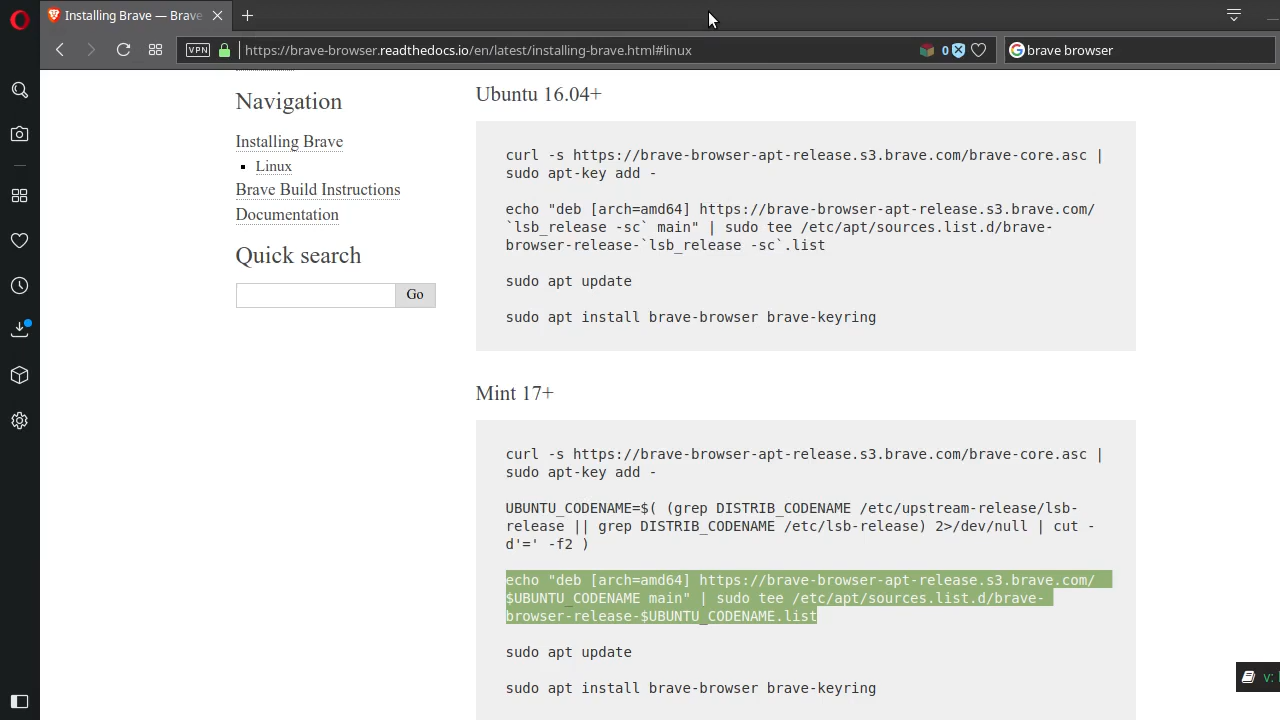 Installing Brave — Brave
VPN
https://brave-browser.readthedocs.io/en/latest/installing-brave.html#linux
0
brave browser
Navigation
Installing Brave
Linux
Brave Build Instructions
Documentation
Quick search
Go
Ubuntu 16.04+
curl -s https://brave-browser-apt-release.s3.brave.com/brave-core.asc |
sudo apt-key add -
echo "deb [arch=amd64] https://brave-browser-apt-release.s3.brave.com/
`lsb_release -sc` main" | sudo tee /etc/apt/sources.list.d/brave-
browser-release-`lsb_release -sc`.list
sudo apt update
sudo apt install brave-browser brave-keyring
Mint 17+
curl -s https://brave-browser-apt-release.s3.brave.com/brave-core.asc |
sudo apt-key add -
UBUNTU_CODENAME=$( (grep DISTRIB_CODENAME /etc/upstream-release/lsb-
release || grep DISTRIB_CODENAME /etc/lsb-release) 2>/dev/null | cut -
d'=' -f2 )
echo "deb [arch=amd64] https://brave-browser-apt-release.s3.brave.com/
$UBUNTU_CODENAME main" | sudo tee /etc/apt/sources.list.d/brave-
browser-release-$UBUNTU_CODENAME.list
sudo apt update
sudo apt install brave-browser brave-keyring
v: